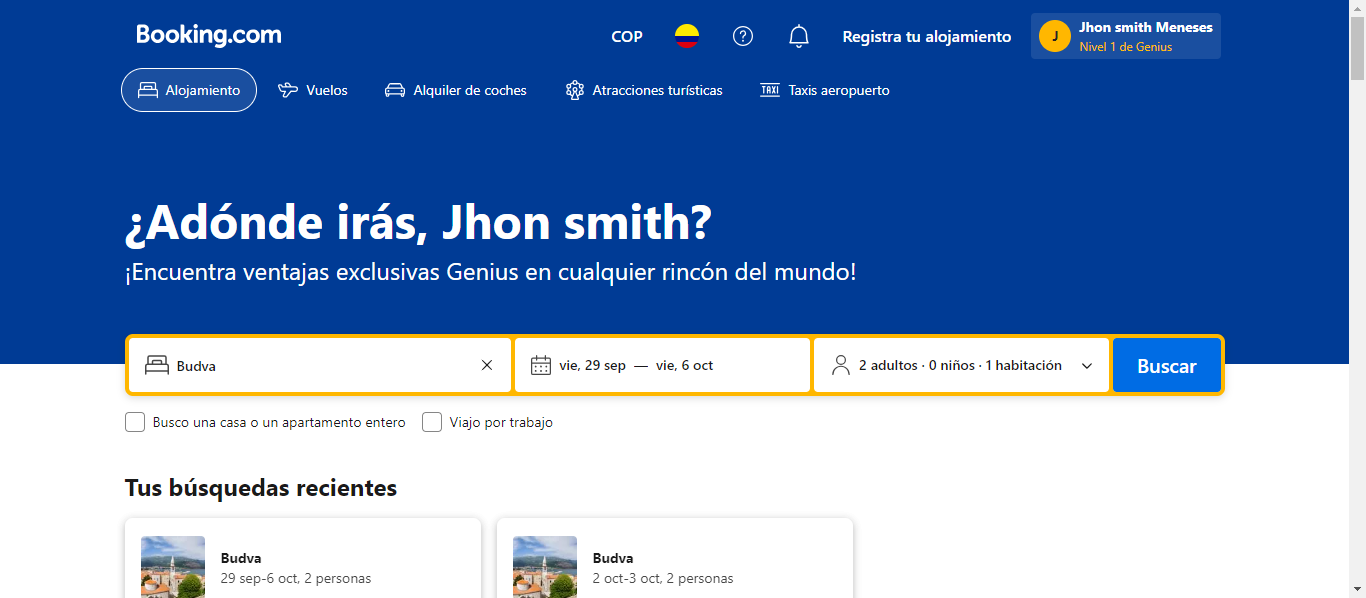 Booking.com
COP
Registra tu alojamiento
J
Jhon smith Meneses
Nivel 1 de Genius
Alojamiento
Vuelos
Alquiler de coches
Atracciones turísticas
TAXI
Taxis aeropuerto
¿Adónde irás, Jhon smith?
¡Encuentra ventajas exclusivas Genius en cualquier rincón del mundo!
Budva
vie, 29 sep — vie, 6 oct
2 adultos · 0 niños · 1 habitación
Buscar
Busco una casa o un apartamento entero
Viajo por trabajo
Tus búsquedas recientes
Budva
29 sep-6 oct, 2 personas
Budva
2 oct-3 oct, 2 personas